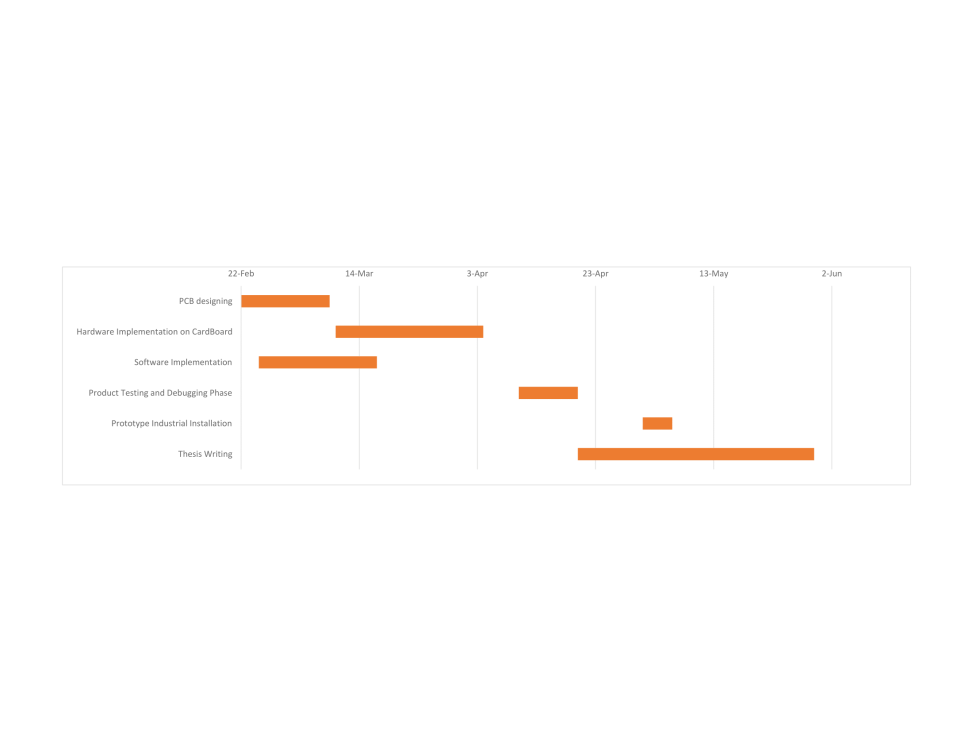 22-Feb 14-Mar 3-Apr 23-Apr 13-May 2-Jun
PCB designing
Hardware Implementation on CardBoard
Software Implementation
Product Testing and Debugging Phase
Prototype Industrial Installation
Thesis Writing